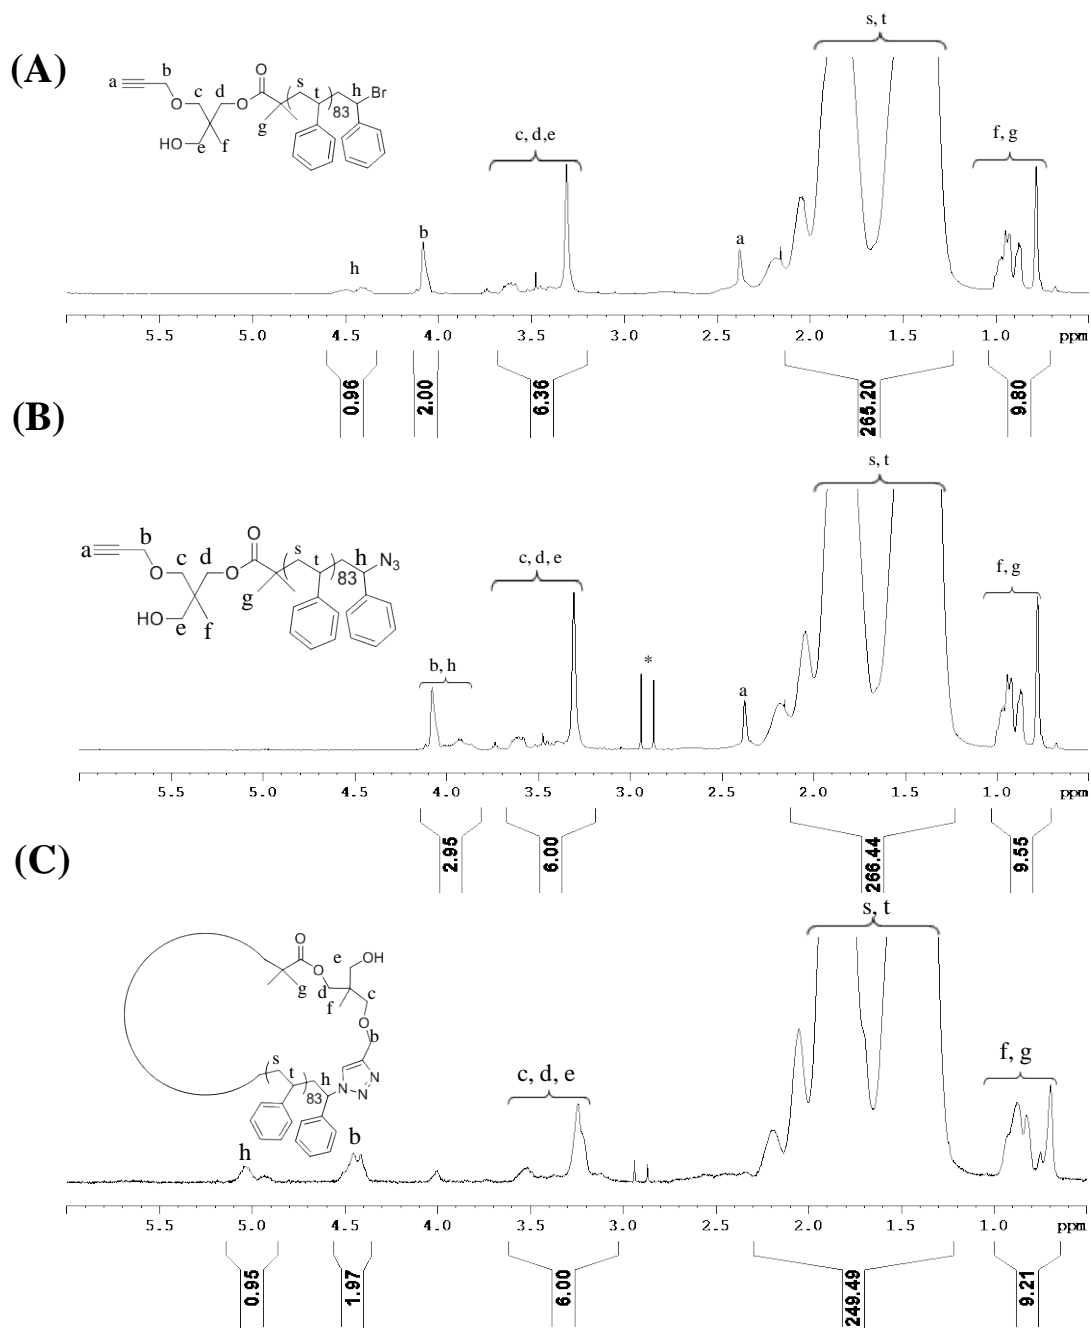 s, t
(A)
a b c d O O s t h Br
O g 83
HO e f
c, d,e
f, g
h
b
a
5.5 5.0 4.5 4.0 3.5 3.0 2.5 2.0 1.5 1.0 ppm
0.96 2.00 6.36 265.20 9.80
(B)
s, t
a b c d O O s t h N3
O g 83
HO e f
c, d, e
f, g
b, h
*
a
5.5 5.0 4.5 4.0 3.5 3.0 2.5 2.0 1.5 1.0 ppm
2.95 6.00 266.44 9.55
(C)
s, t
O O e OH
g d f c
O
b
s t h N
83 N N
c, d, e
f, g
h
b
5.5 5.0 4.5 4.0 3.5 3.0 2.5 2.0 1.5 1.0 ppm
0.95 1.97 6.00 249.49 9.21